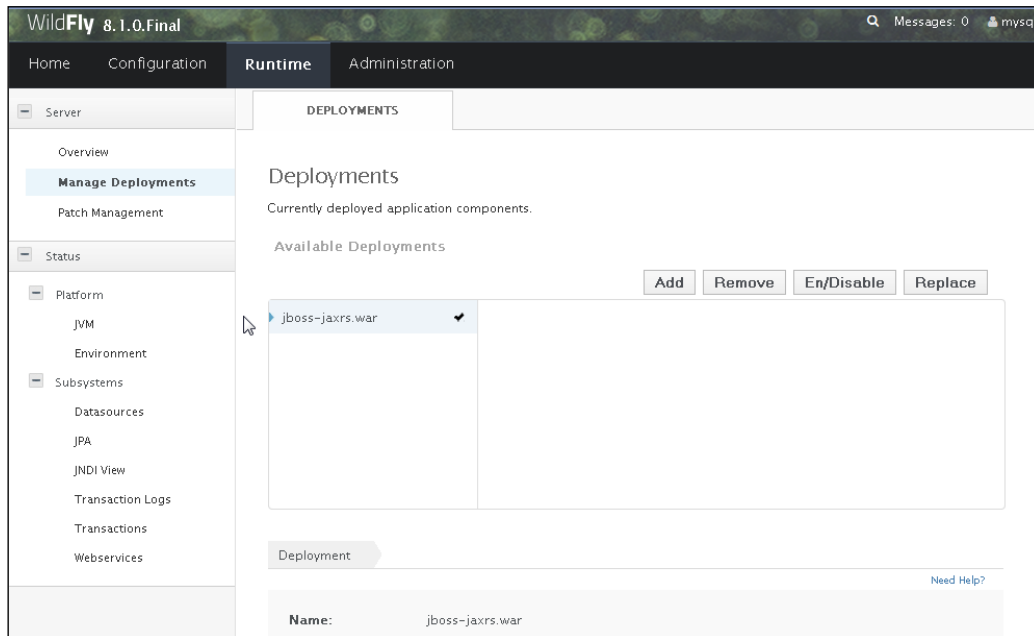 WildFly 8.1.0.Final
Messages: 0 mysq
Home Configuration Runtime Administration
Server
DEPLOYMENTS
Overview
Manage Deployments
Patch Management
Deployments
Currently deployed application components.
Status
Available Deployments
Add Remove En/Disable Replace
Platform
JVM
Environment
jboss-jaxrs.war
Subsystems
Datasources
JPA
JNDI View
Transaction Logs
Transactions
Webservices
Deployment
Need Help?
Name: jboss-jaxrs.war